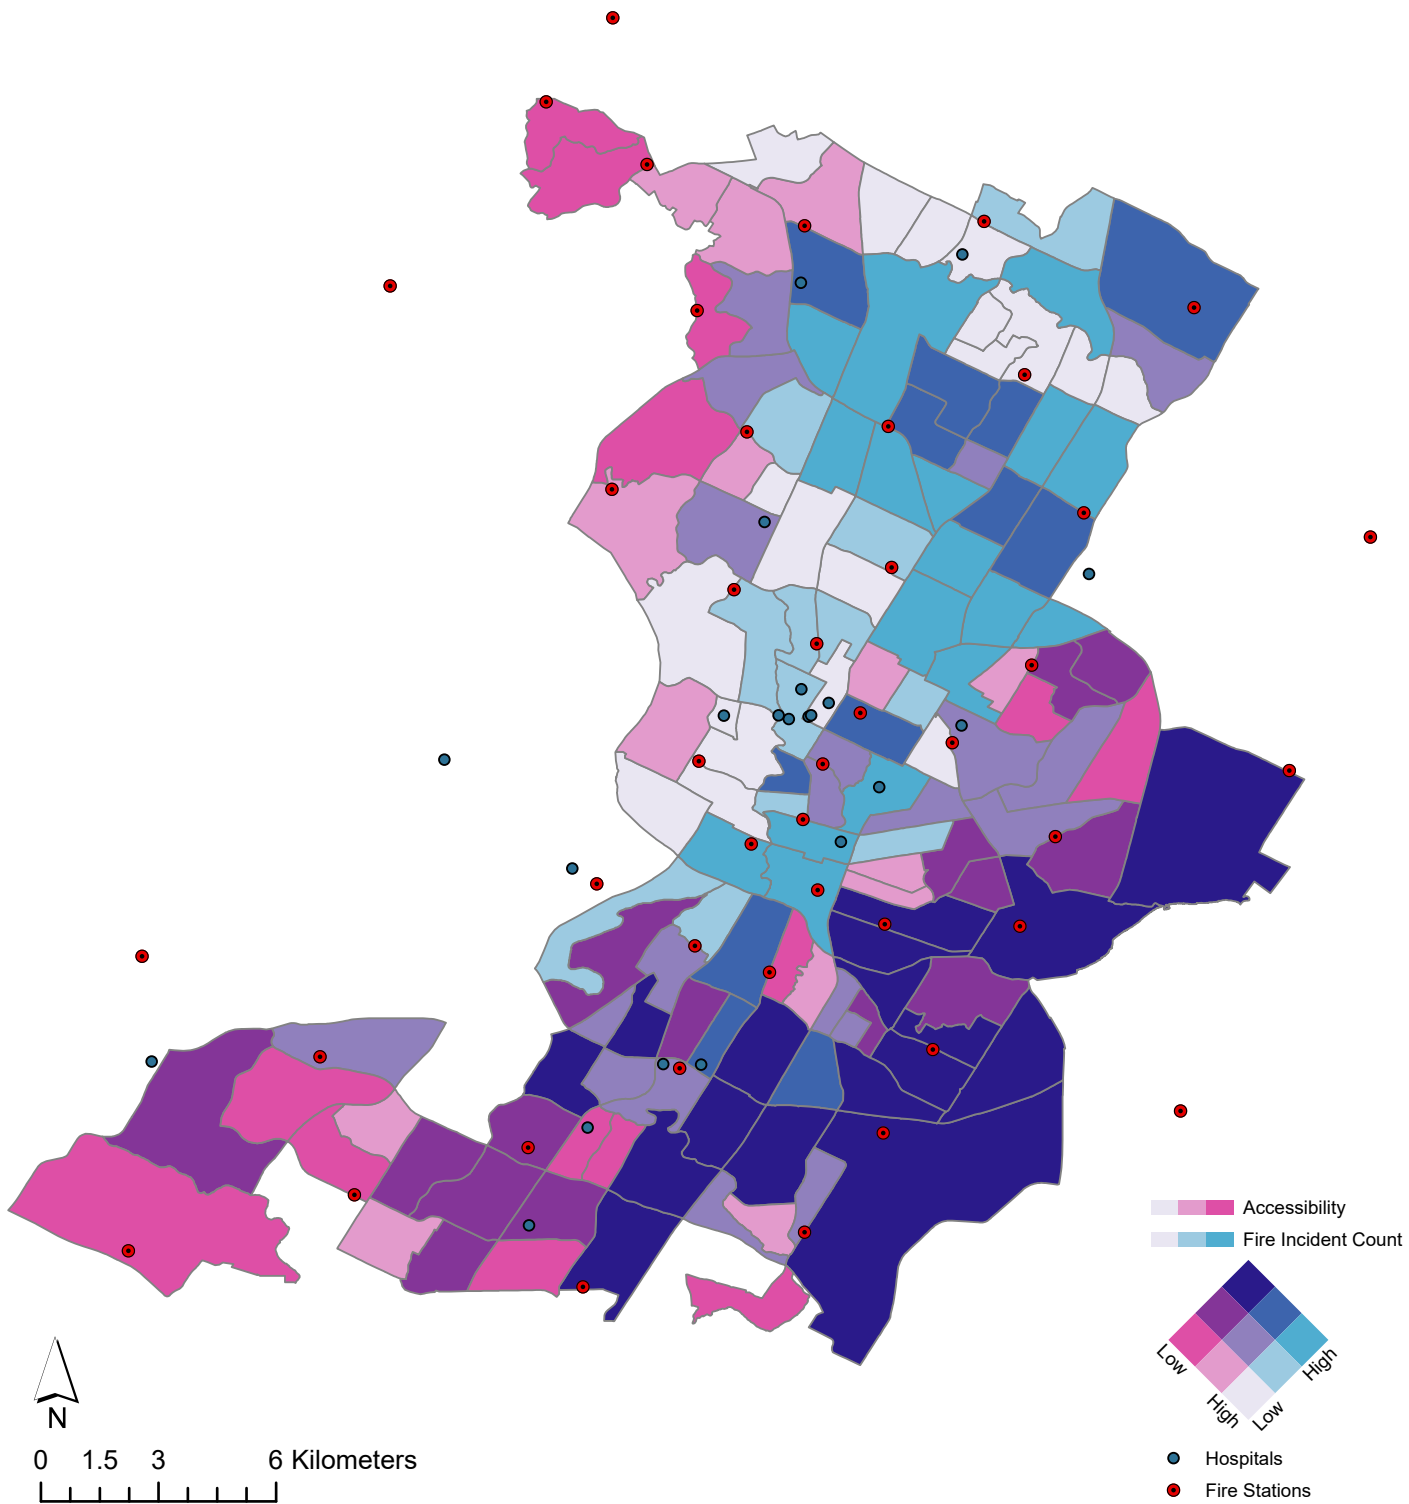 Accessibility
Fire Incident Count
Low
High
High
Low
Hospitals
Fire Stations
N
0 1.5 3 6 Kilometers